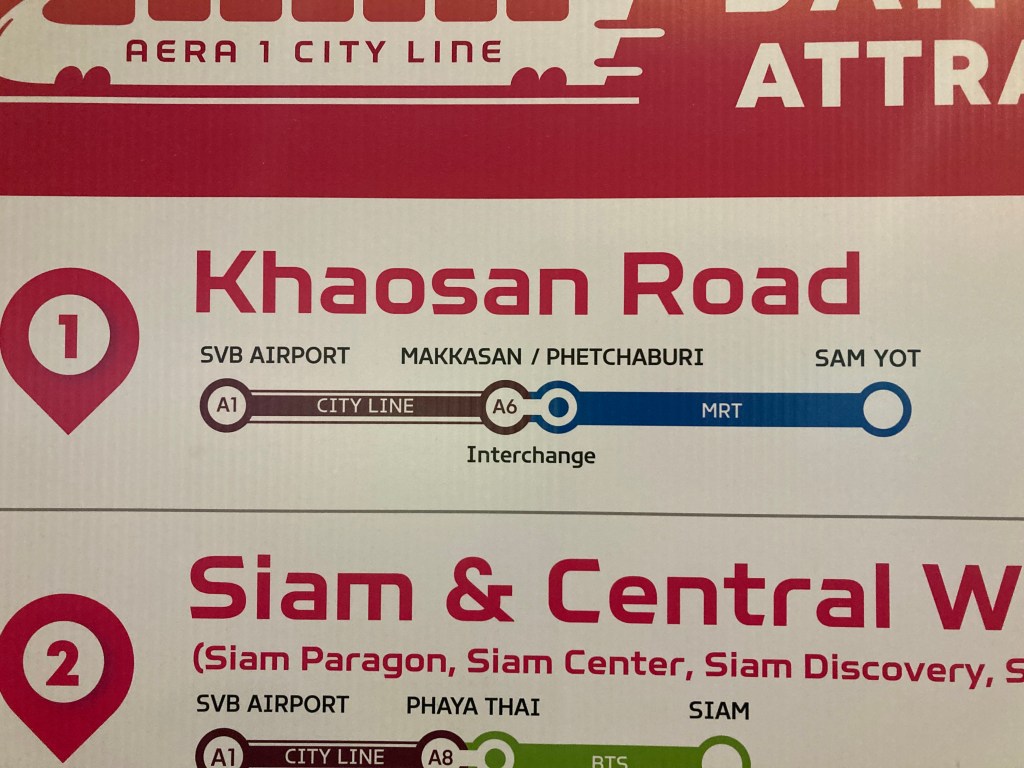 AERA 1 CITY LINE
ATTRA
1
Khaosan Road
SVB AIRPORT MAKKASAN / PHETCHABURI SAM YOT
A1 CITY LINE A6 MRT
Interchange
2
Siam & Central W
(Siam Paragon, Siam Center, Siam Discovery, S
SVB AIRPORT PHAYA THAI SIAM
A1 CITY LINE A8 BTS